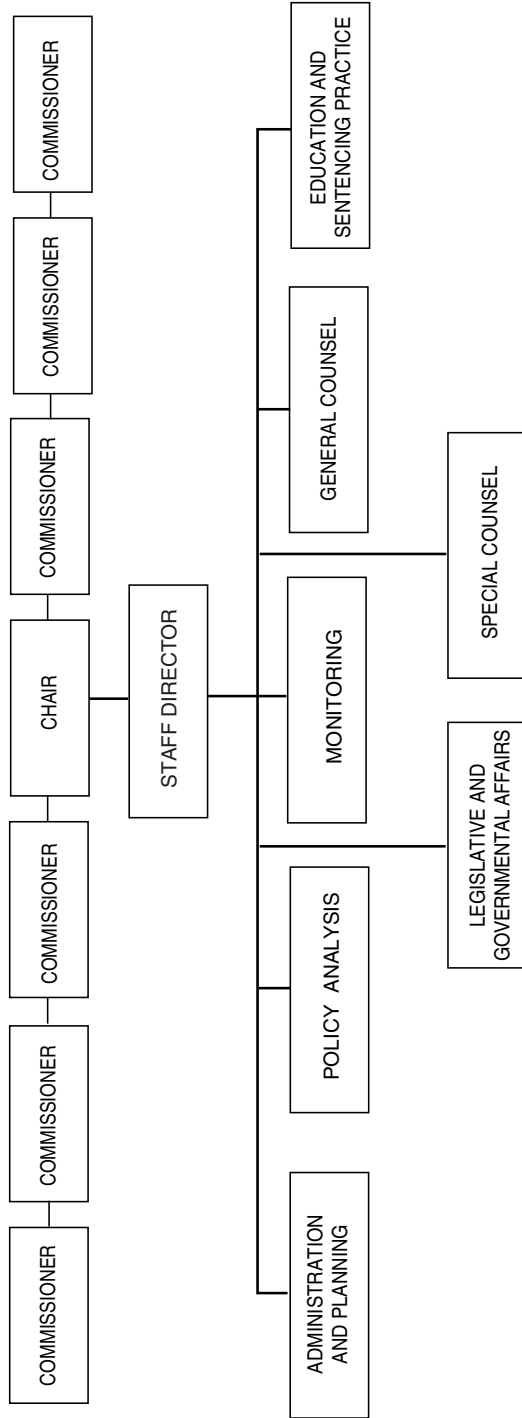 COMMISSIONER
COMMISSIONER
COMMISSIONER
CHAIR
COMMISSIONER
COMMISSIONER
COMMISSIONER
STAFF DIRECTOR
ADMINISTRATION
AND PLANNING
POLICY ANALYSIS
MONITORING
GENERAL COUNSEL
EDUCATION AND
SENTENCING PRACTICE
LEGISLATIVE AND
GOVERNMENTAL AFFAIRS
SPECIAL COUNSEL